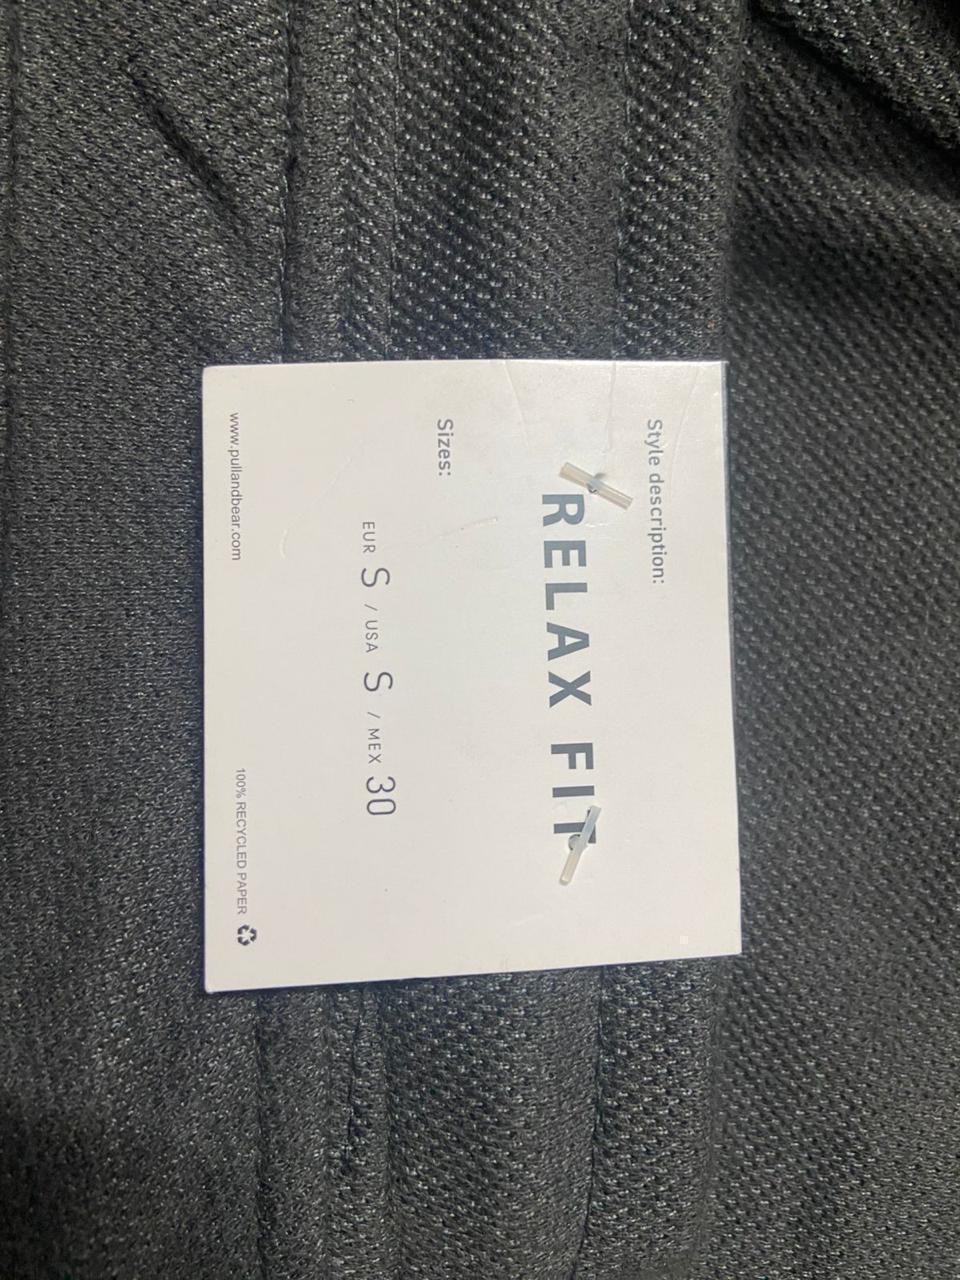 Style description:
RELAX FIT
Sizes:
EUR S / USA S / MEX 30
www.pullandbear.com 100% RECYCLED PAPER